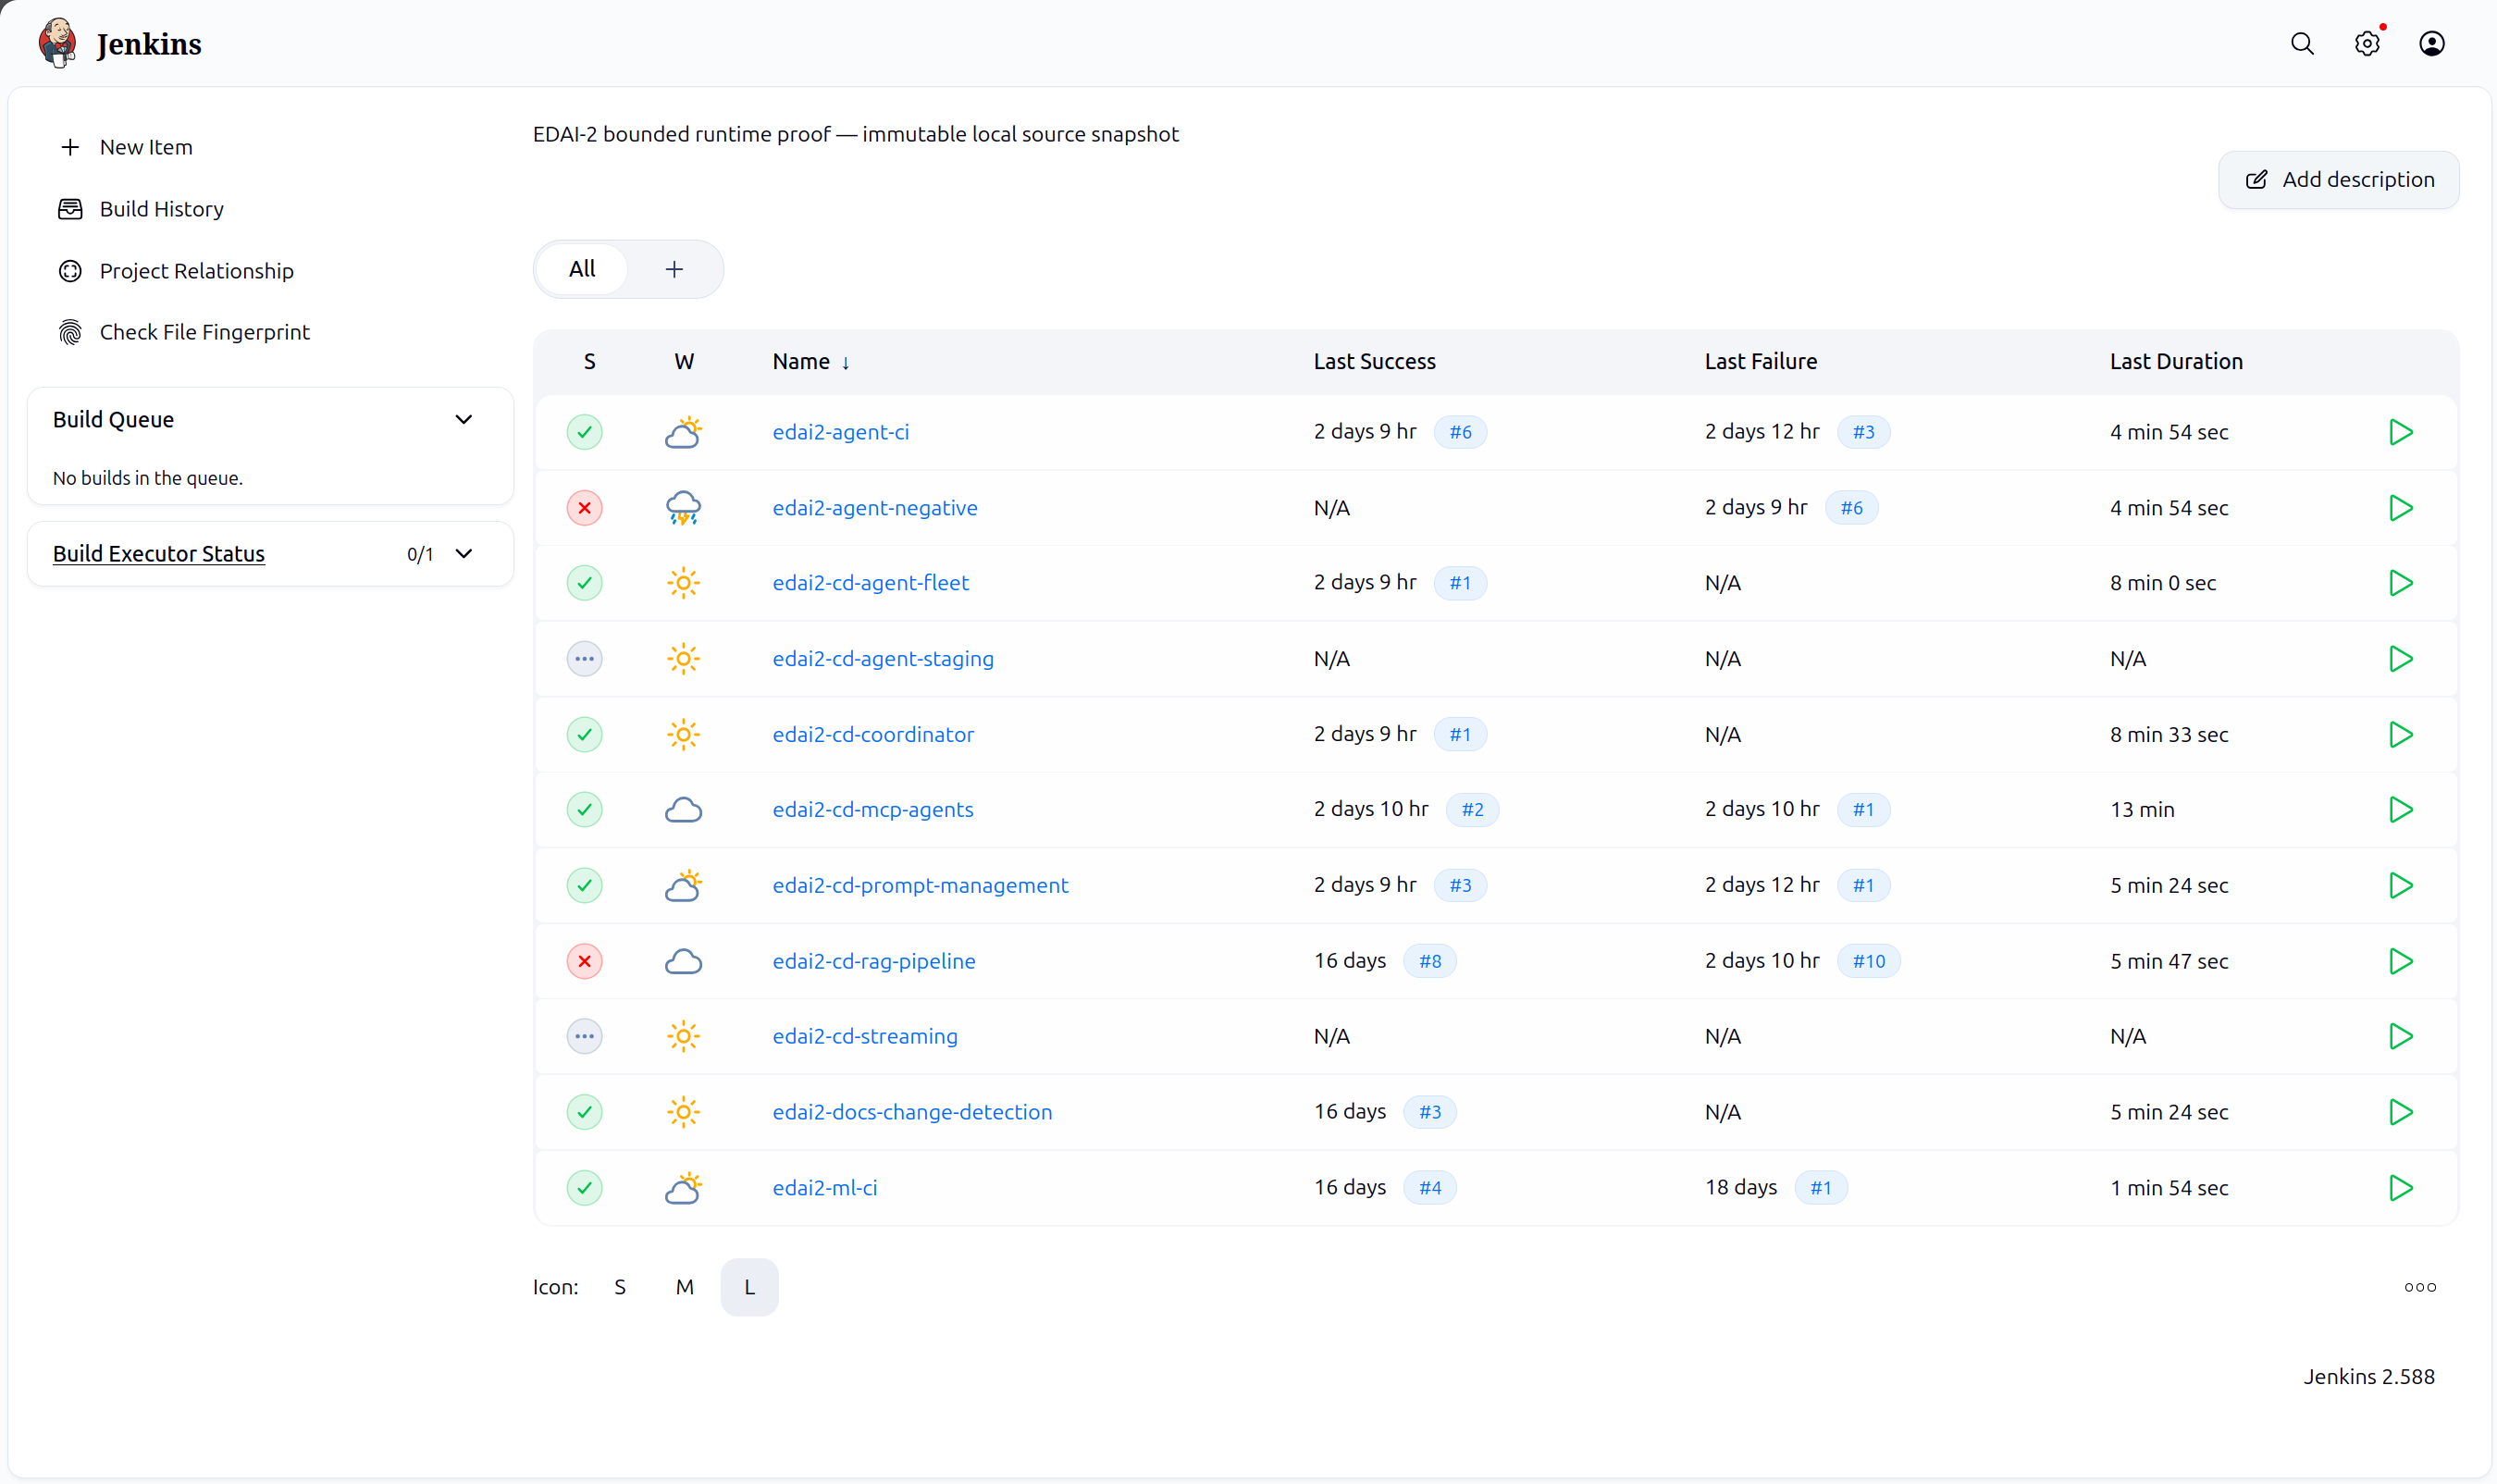 Jenkins
New Item
Build History
Project Relationship
Check File Fingerprint
Build Queue
No builds in the queue.
Build Executor Status 0/1
EDAI-2 bounded runtime proof — immutable local source snapshot
Add description
All +
S W Name ↓ Last Success Last Failure Last Duration
edai2-agent-ci 2 days 9 hr #6 2 days 12 hr #3 4 min 54 sec
edai2-agent-negative N/A 2 days 9 hr #6 4 min 54 sec
edai2-cd-agent-fleet 2 days 9 hr #1 N/A 8 min 0 sec
edai2-cd-agent-staging N/A N/A N/A
edai2-cd-coordinator 2 days 9 hr #1 N/A 8 min 33 sec
edai2-cd-mcp-agents 2 days 10 hr #2 2 days 10 hr #1 13 min
edai2-cd-prompt-management 2 days 9 hr #3 2 days 12 hr #1 5 min 24 sec
edai2-cd-rag-pipeline 16 days #8 2 days 10 hr #10 5 min 47 sec
edai2-cd-streaming N/A N/A N/A
edai2-docs-change-detection 16 days #3 N/A 5 min 24 sec
edai2-ml-ci 16 days #4 18 days #1 1 min 54 sec
Icon: S M L
Jenkins 2.588